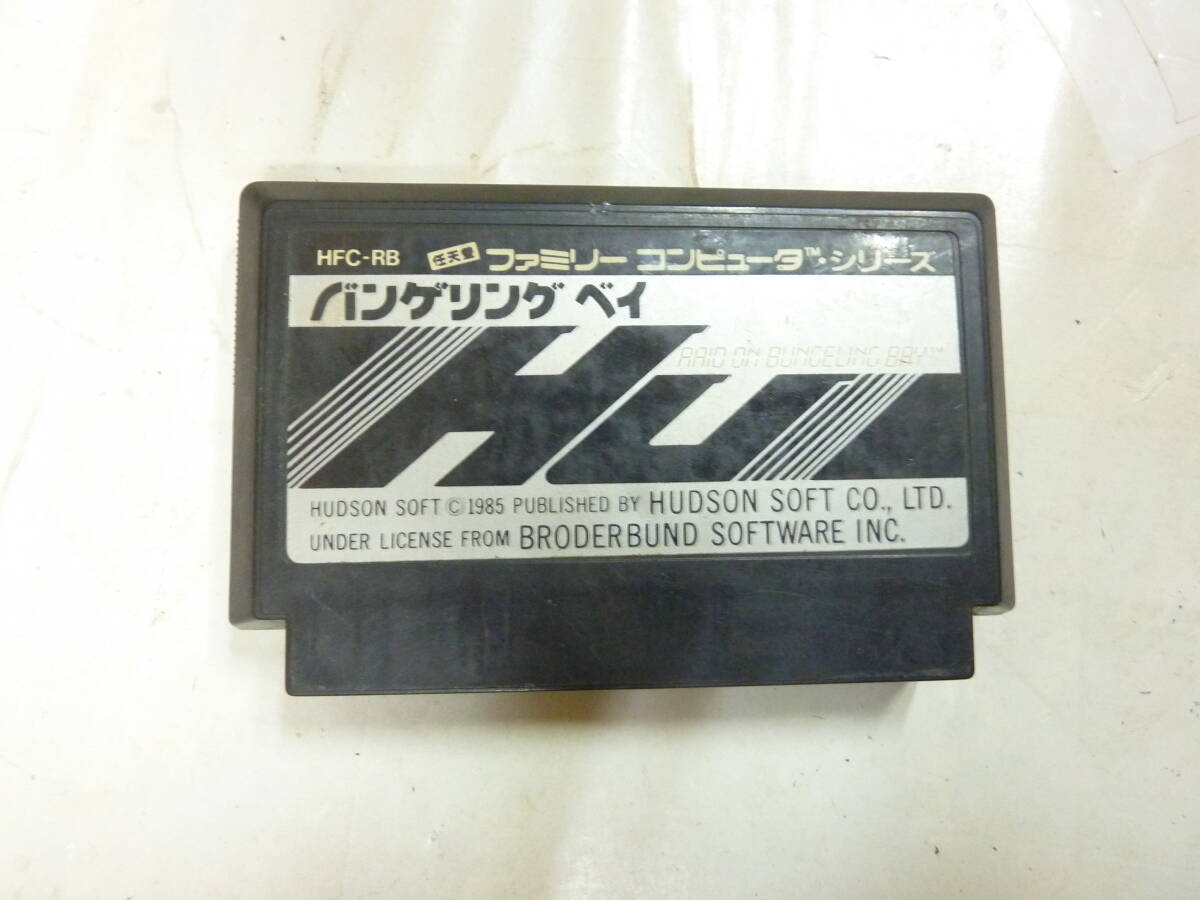 HFC-RB 任天堂 ファミリー コンピュータ™・シリーズ
バンゲリング ベイ
RAID ON BUNGELING BAY™
HU
HUDSON SOFT © 1985 PUBLISHED BY HUDSON SOFT CO., LTD.
UNDER LICENSE FROM BRODERBUND SOFTWARE INC.